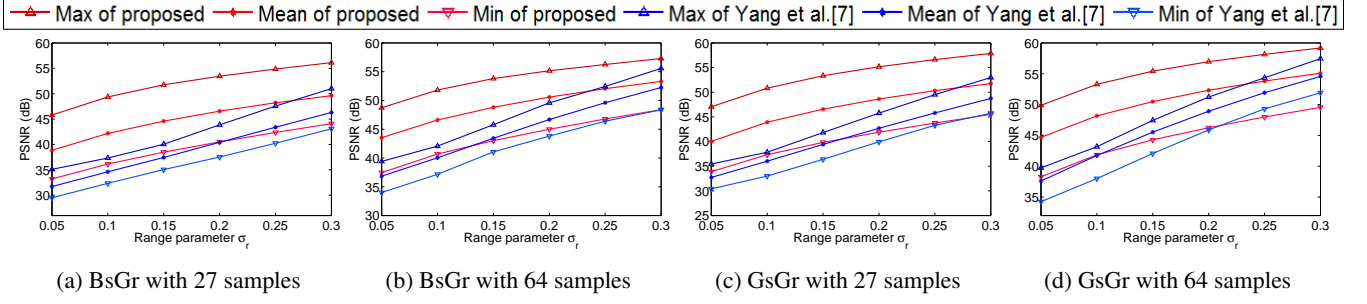 Max of proposed Mean of proposed Min of proposed Max of Yang et al.[7] Mean of Yang et al.[7] Min of Yang et al.[7]
PSNR (dB)
60
55
50
45
40
35
30
0.05 0.1 0.15 0.2 0.25 0.3
Range parameter σr
(a) BsGr with 27 samples
PSNR (dB)
60
55
50
45
40
35
30
0.05 0.1 0.15 0.2 0.25 0.3
Range parameter σr
(b) BsGr with 64 samples
PSNR (dB)
60
55
50
45
40
35
30
25
0.05 0.1 0.15 0.2 0.25 0.3
Range parameter σr
(c) GsGr with 27 samples
PSNR (dB)
60
55
50
45
40
35
0.05 0.1 0.15 0.2 0.25 0.3
Range parameter σr
(d) GsGr with 64 samples